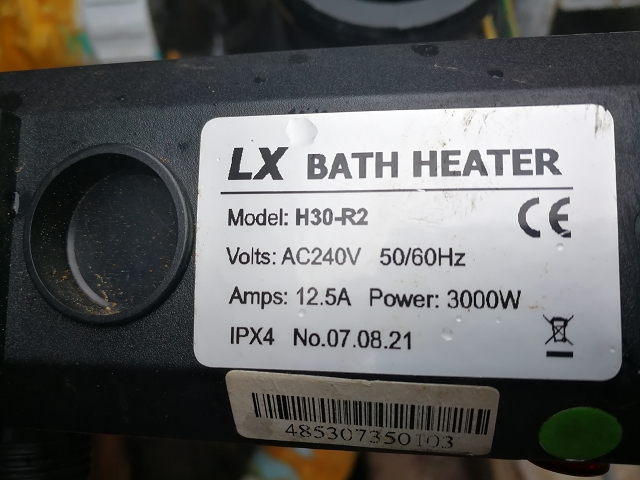 LX BATH HEATER
Model: H30-R2
CE
Volts: AC240V 50/60Hz
Amps: 12.5A Power: 3000W
IPX4 No.07.08.21
485307350103